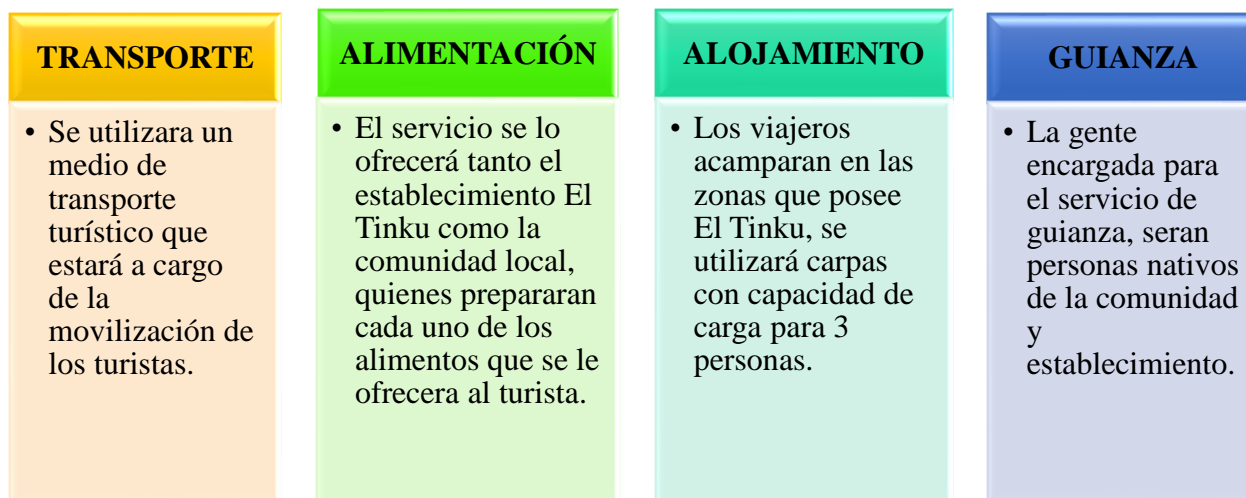 TRANSPORTE
• Se utilizara un
medio de
transporte
turístico que
estará a cargo
de la
movilización de
los turistas.
ALIMENTACIÓN
• El servicio se lo
ofrecerá tanto el
establecimiento El
Tinku como la
comunidad local,
quienes prepararan
cada uno de los
alimentos que se le
ofrecera al turista.
ALOJAMIENTO
• Los viajeros
acamparan en las
zonas que posee
El Tinku, se
utilizará carpas
con capacidad de
carga para 3
personas.
GUIANZA
• La gente
encargada para
el servicio de
guianza, seran
personas nativos
de la comunidad
y
establecimiento.